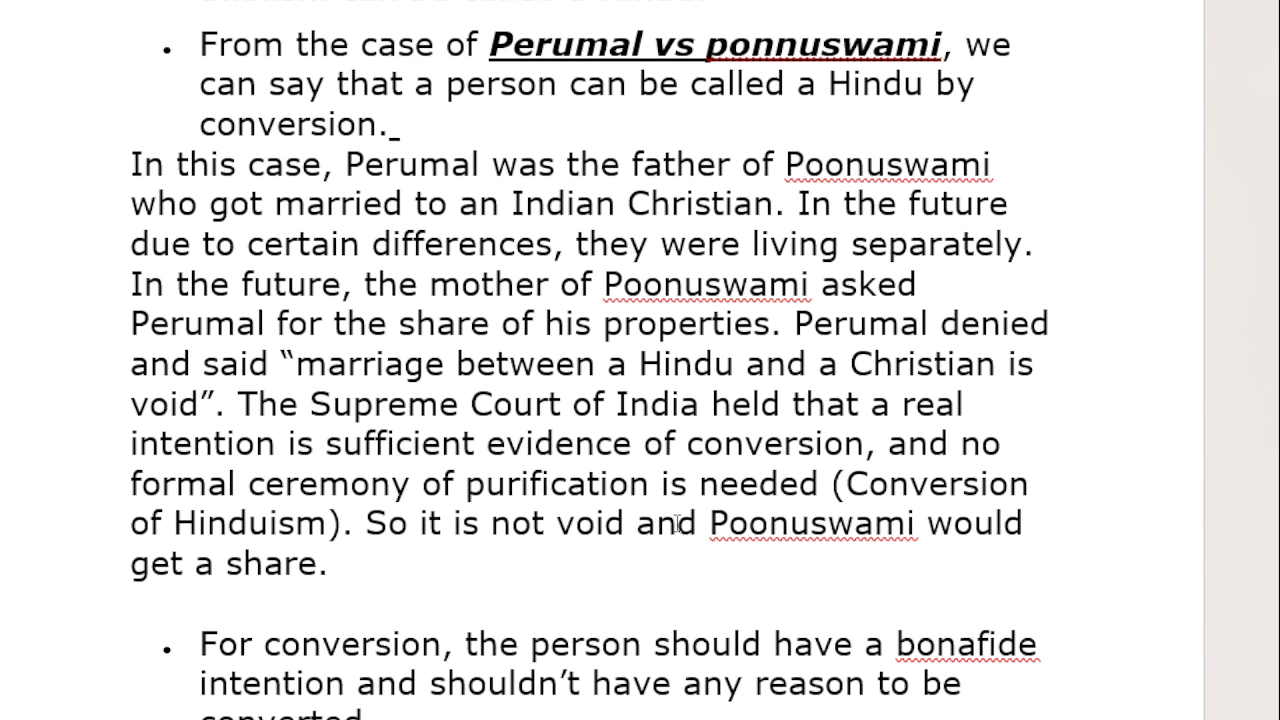 • From the case of Perumal vs ponnuswami, we
can say that a person can be called a Hindu by
conversion.
In this case, Perumal was the father of Poonuswami
who got married to an Indian Christian. In the future
due to certain differences, they were living separately.
In the future, the mother of Poonuswami asked
Perumal for the share of his properties. Perumal denied
and said “marriage between a Hindu and a Christian is
void”. The Supreme Court of India held that a real
intention is sufficient evidence of conversion, and no
formal ceremony of purification is needed (Conversion
of Hinduism). So it is not void and Poonuswami would
get a share.
• For conversion, the person should have a bonafide
intention and shouldn’t have any reason to be
converted